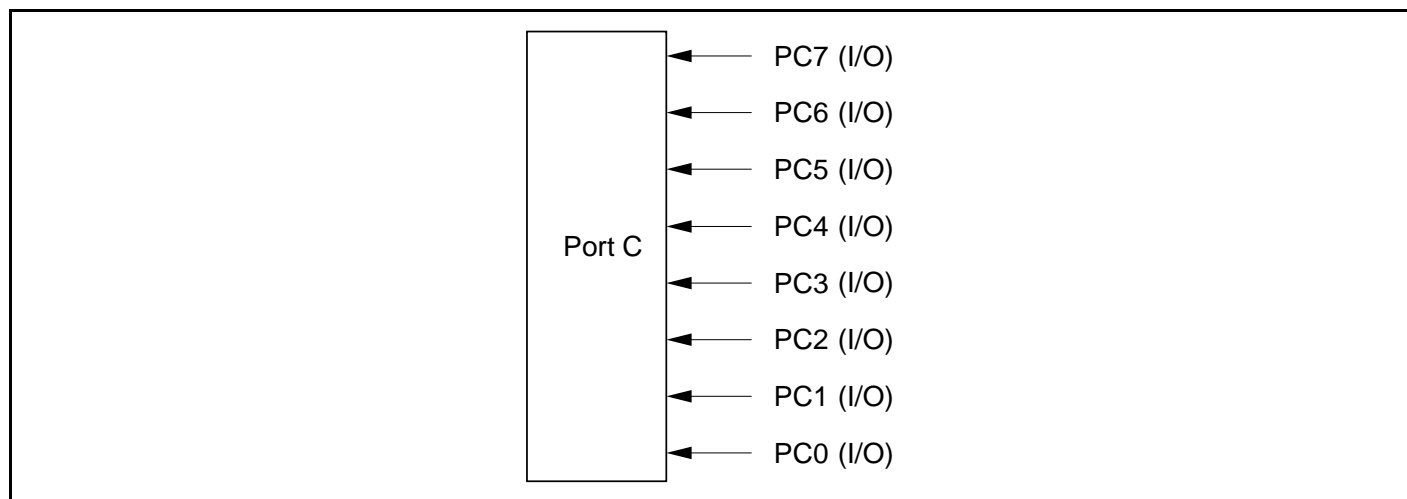 PC7 (I/O)
PC6 (I/O)
PC5 (I/O)
PC4 (I/O)
Port C
PC3 (I/O)
PC2 (I/O)
PC1 (I/O)
PC0 (I/O)